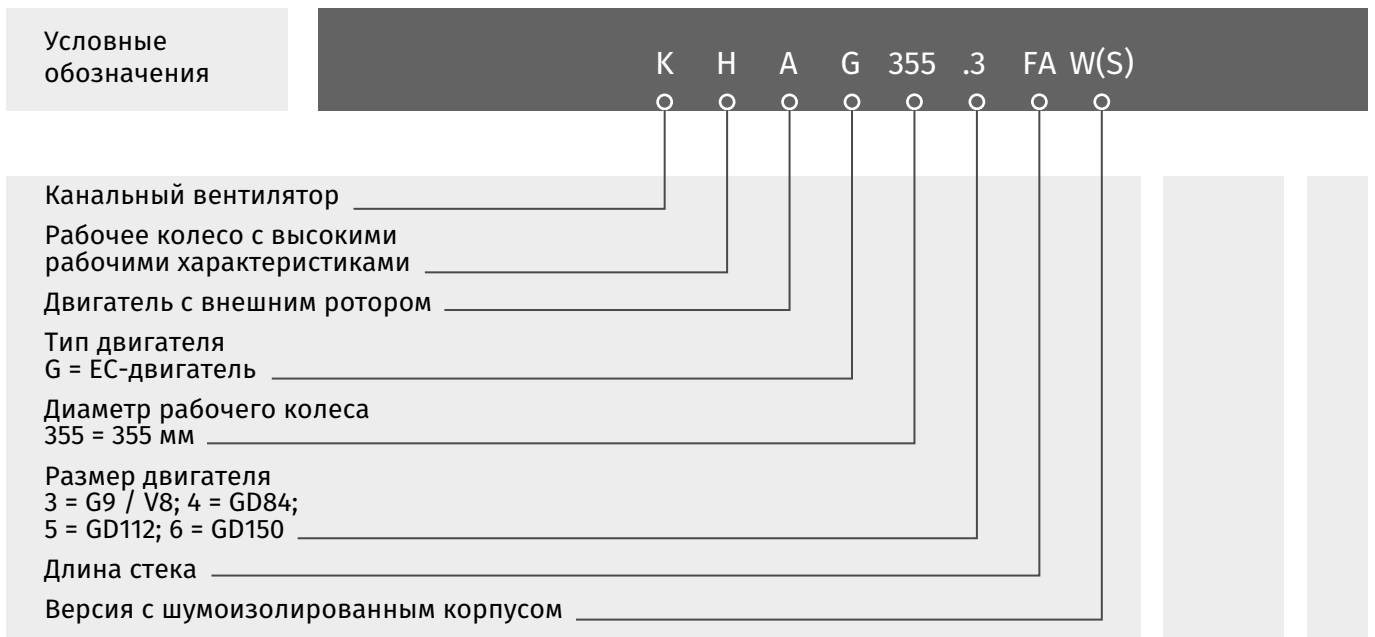 Условные
обозначения
K H A G 355 .3 FA W(S)
Канальный вентилятор
Рабочее колесо с высокими
рабочими характеристиками
Двигатель с внешним ротором
Тип двигателя
G = EC-двигатель
Диаметр рабочего колеса
355 = 355 мм
Размер двигателя
3 = G9 / V8; 4 = GD84;
5 = GD112; 6 = GD150
Длина стека
Версия с шумоизолированным корпусом